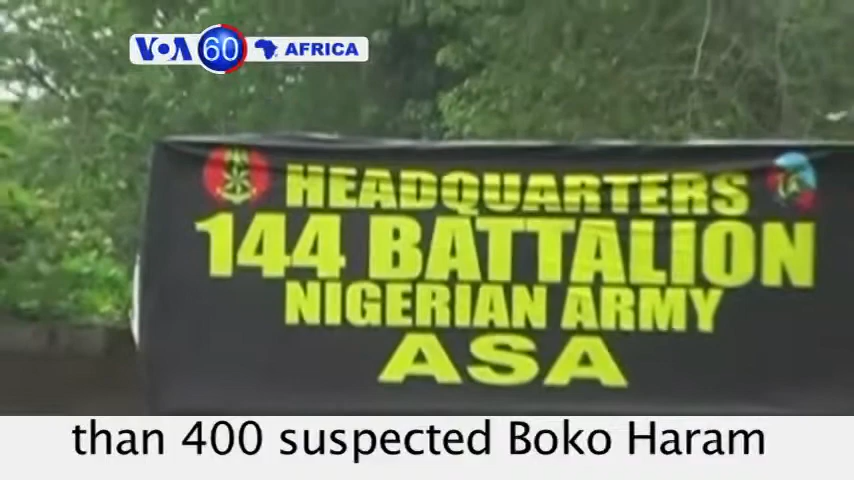 VOA 60 AFRICA
HEADQUARTERS
144 BATTALION
NIGERIAN ARMY
ASA
than 400 suspected Boko Haram